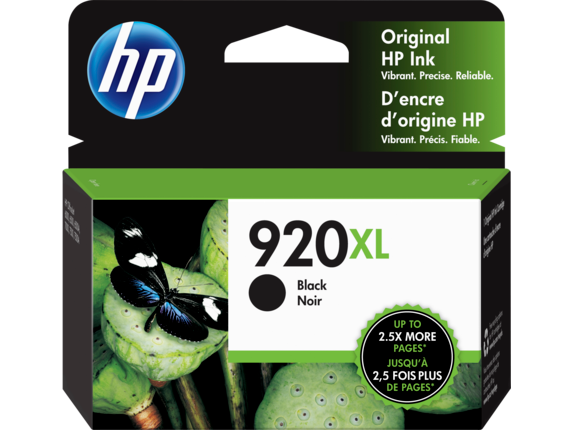 hp
Original
HP Ink
Vibrant. Precise. Reliable.
D'encre
d'origine HP
Vibrant. Précis. Fiable.
920XL
Black
Noir
UP TO
2.5X MORE
PAGES*
JUSQU'À
2,5 FOIS PLUS
DE PAGES*